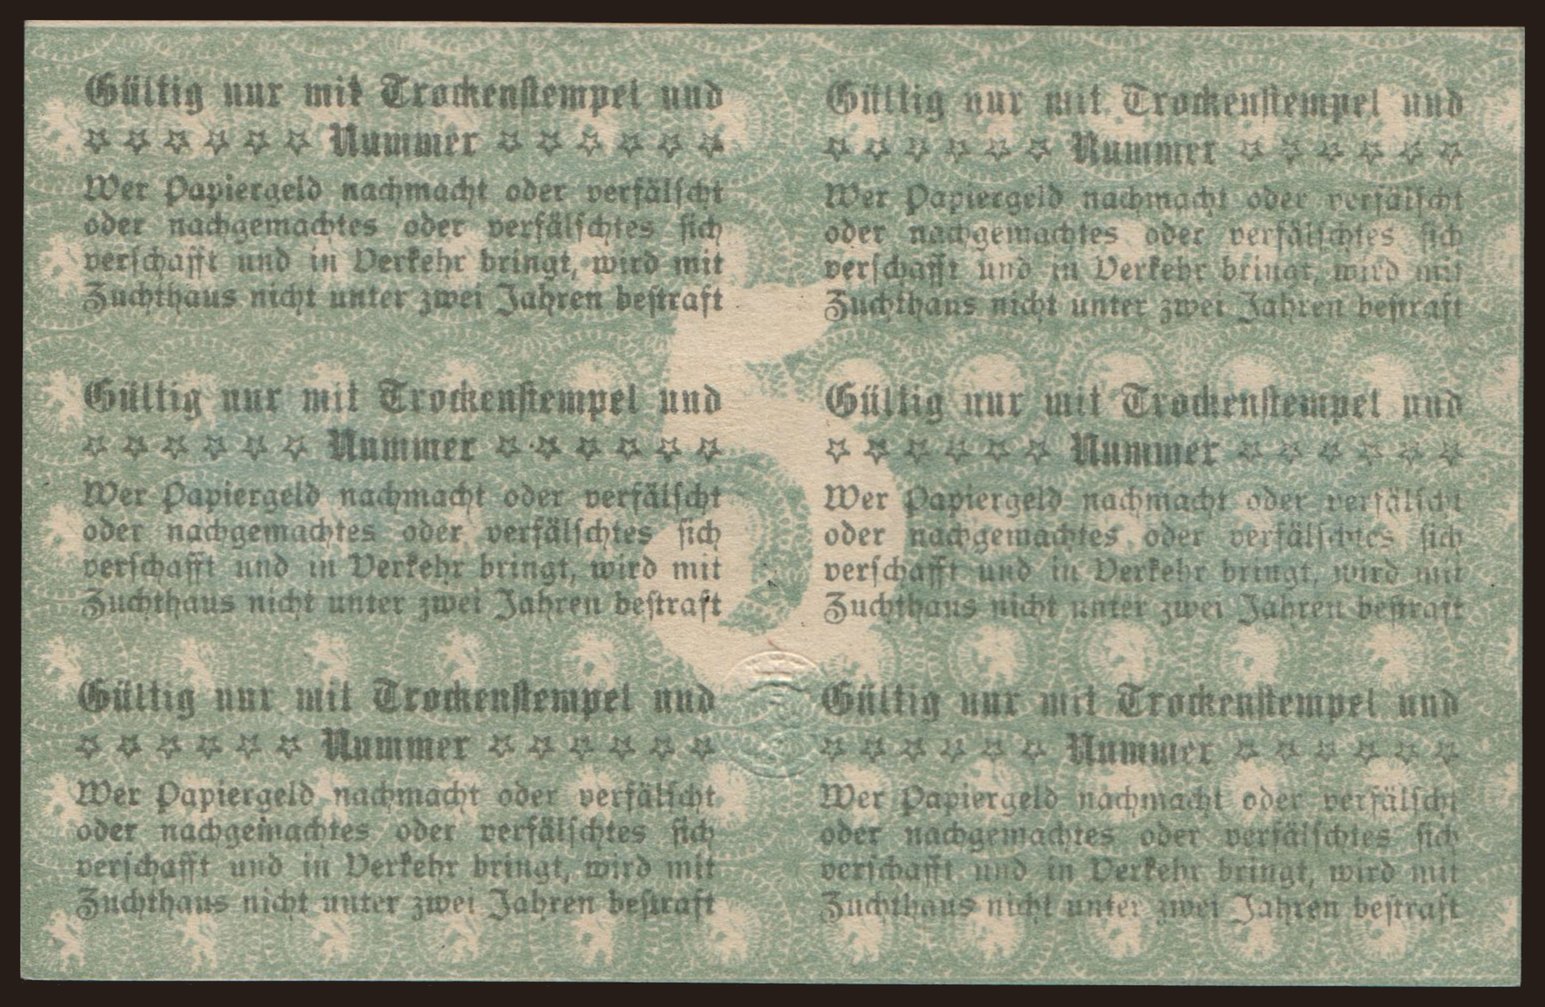 Gültig nur mit Trockenstempel und
☆ ☆ ☆ ☆ ☆ ☆ Nummer ☆ ☆ ☆ ☆ ☆ ☆
Wer Papiergeld nachmacht oder verfälscht
oder nachgemachtes oder verfälschtes sich
verschafft und in Verkehr bringt, wird mit
Zuchthaus nicht unter zwei Jahren bestraft
Gültig nur mit Trockenstempel und
☆ ☆ ☆ ☆ ☆ ☆ Nummer ☆ ☆ ☆ ☆ ☆ ☆
Wer Papiergeld nachmacht oder verfälscht
oder nachgemachtes oder verfälschtes sich
verschafft und in Verkehr bringt, wird mit
Zuchthaus nicht unter zwei Jahren bestraft
5
Gültig nur mit Trockenstempel und
☆ ☆ ☆ ☆ ☆ ☆ Nummer ☆ ☆ ☆ ☆ ☆ ☆
Wer Papiergeld nachmacht oder verfälscht
oder nachgemachtes oder verfälschtes sich
verschafft und in Verkehr bringt, wird mit
Zuchthaus nicht unter zwei Jahren bestraft
Gültig nur mit Trockenstempel und
☆ ☆ ☆ ☆ ☆ ☆ Nummer ☆ ☆ ☆ ☆ ☆ ☆
Wer Papiergeld nachmacht oder verfälscht
oder nachgemachtes oder verfälschtes sich
verschafft und in Verkehr bringt, wird mit
Zuchthaus nicht unter zwei Jahren bestraft
Gültig nur mit Trockenstempel und
☆ ☆ ☆ ☆ ☆ ☆ Nummer ☆ ☆ ☆ ☆ ☆ ☆
Wer Papiergeld nachmacht oder verfälscht
oder nachgemachtes oder verfälschtes sich
verschafft und in Verkehr bringt, wird mit
Zuchthaus nicht unter zwei Jahren bestraft
Gültig nur mit Trockenstempel und
☆ ☆ ☆ ☆ ☆ ☆ Nummer ☆ ☆ ☆ ☆ ☆ ☆
Wer Papiergeld nachmacht oder verfälscht
oder nachgemachtes oder verfälschtes sich
verschafft und in Verkehr bringt, wird mit
Zuchthaus nicht unter zwei Jahren bestraft